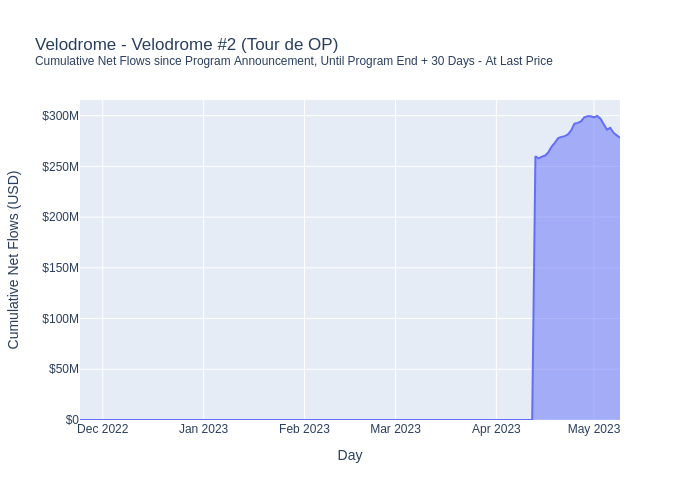 Velodrome - Velodrome #2 (Tour de OP)
Cumulative Net Flows since Program Announcement, Until Program End + 30 Days - At Last Price
Cumulative Net Flows (USD)
$300M
$250M
$200M
$150M
$100M
$50M
$0
Dec 2022
Jan 2023
Feb 2023
Mar 2023
Apr 2023
May 2023
Day